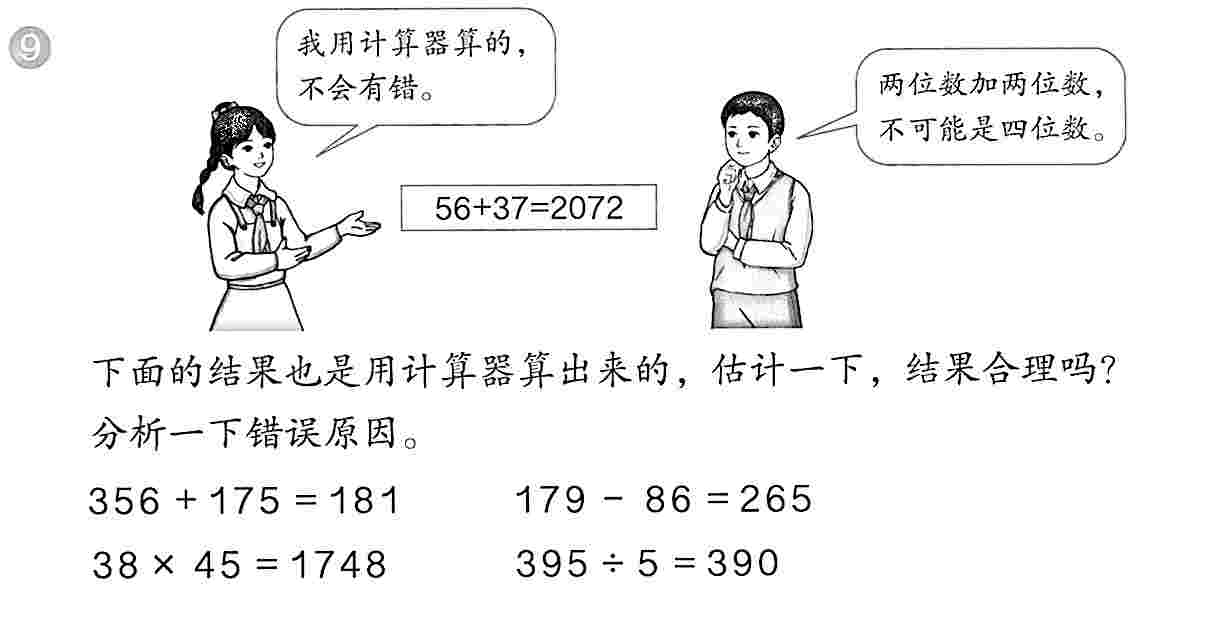 9
我用计算器算的，
不会有错。
两位数加两位数，
不可能是四位数。
56+37=2072
下面的结果也是用计算器算出来的，估计一下，结果合理吗？
分析一下错误原因。
356 + 175 = 181
179 - 86 = 265
38 × 45 = 1748
395 ÷ 5 = 390